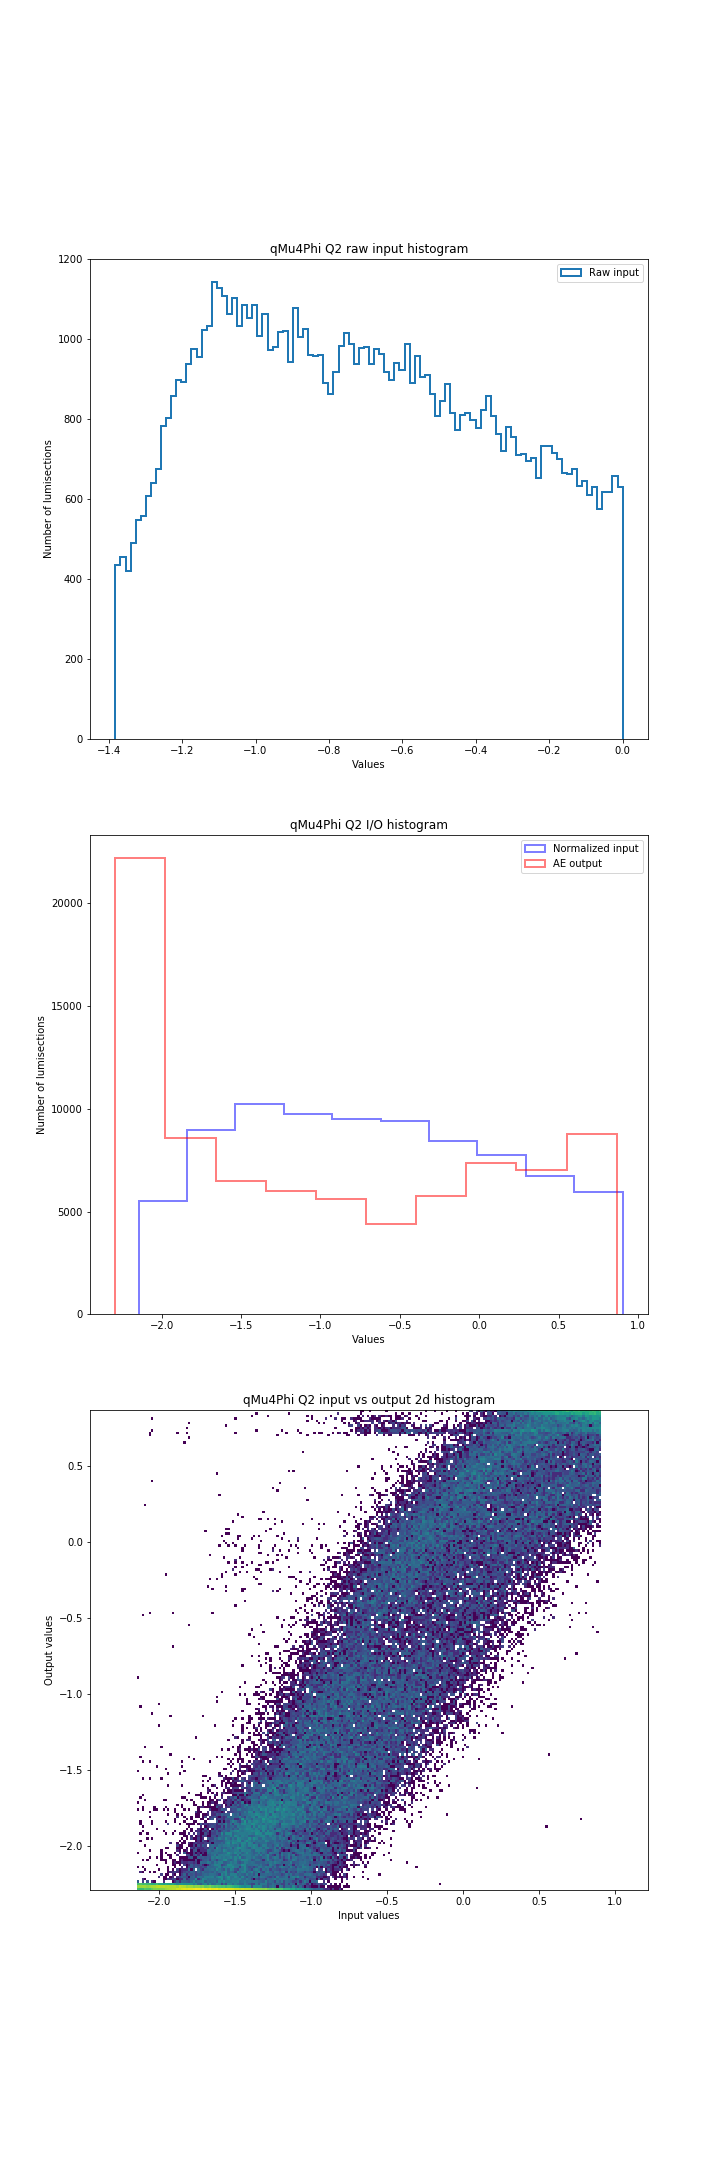 qMu4Phi Q2 raw input histogram
1200
1000
800
600
400
200
0
Number of lumisections
Raw input
−1.4 −1.2 −1.0 −0.8 −0.6 −0.4 −0.2 0.0
Values
qMu4Phi Q2 I/O histogram
20000
15000
10000
5000
0
Number of lumisections
Normalized input
AE output
−2.0 −1.5 −1.0 −0.5 0.0 0.5 1.0
Values
qMu4Phi Q2 input vs output 2d histogram
0.5
0.0
−0.5
−1.0
−1.5
−2.0
Output values
−2.0 −1.5 −1.0 −0.5 0.0 0.5 1.0
Input values